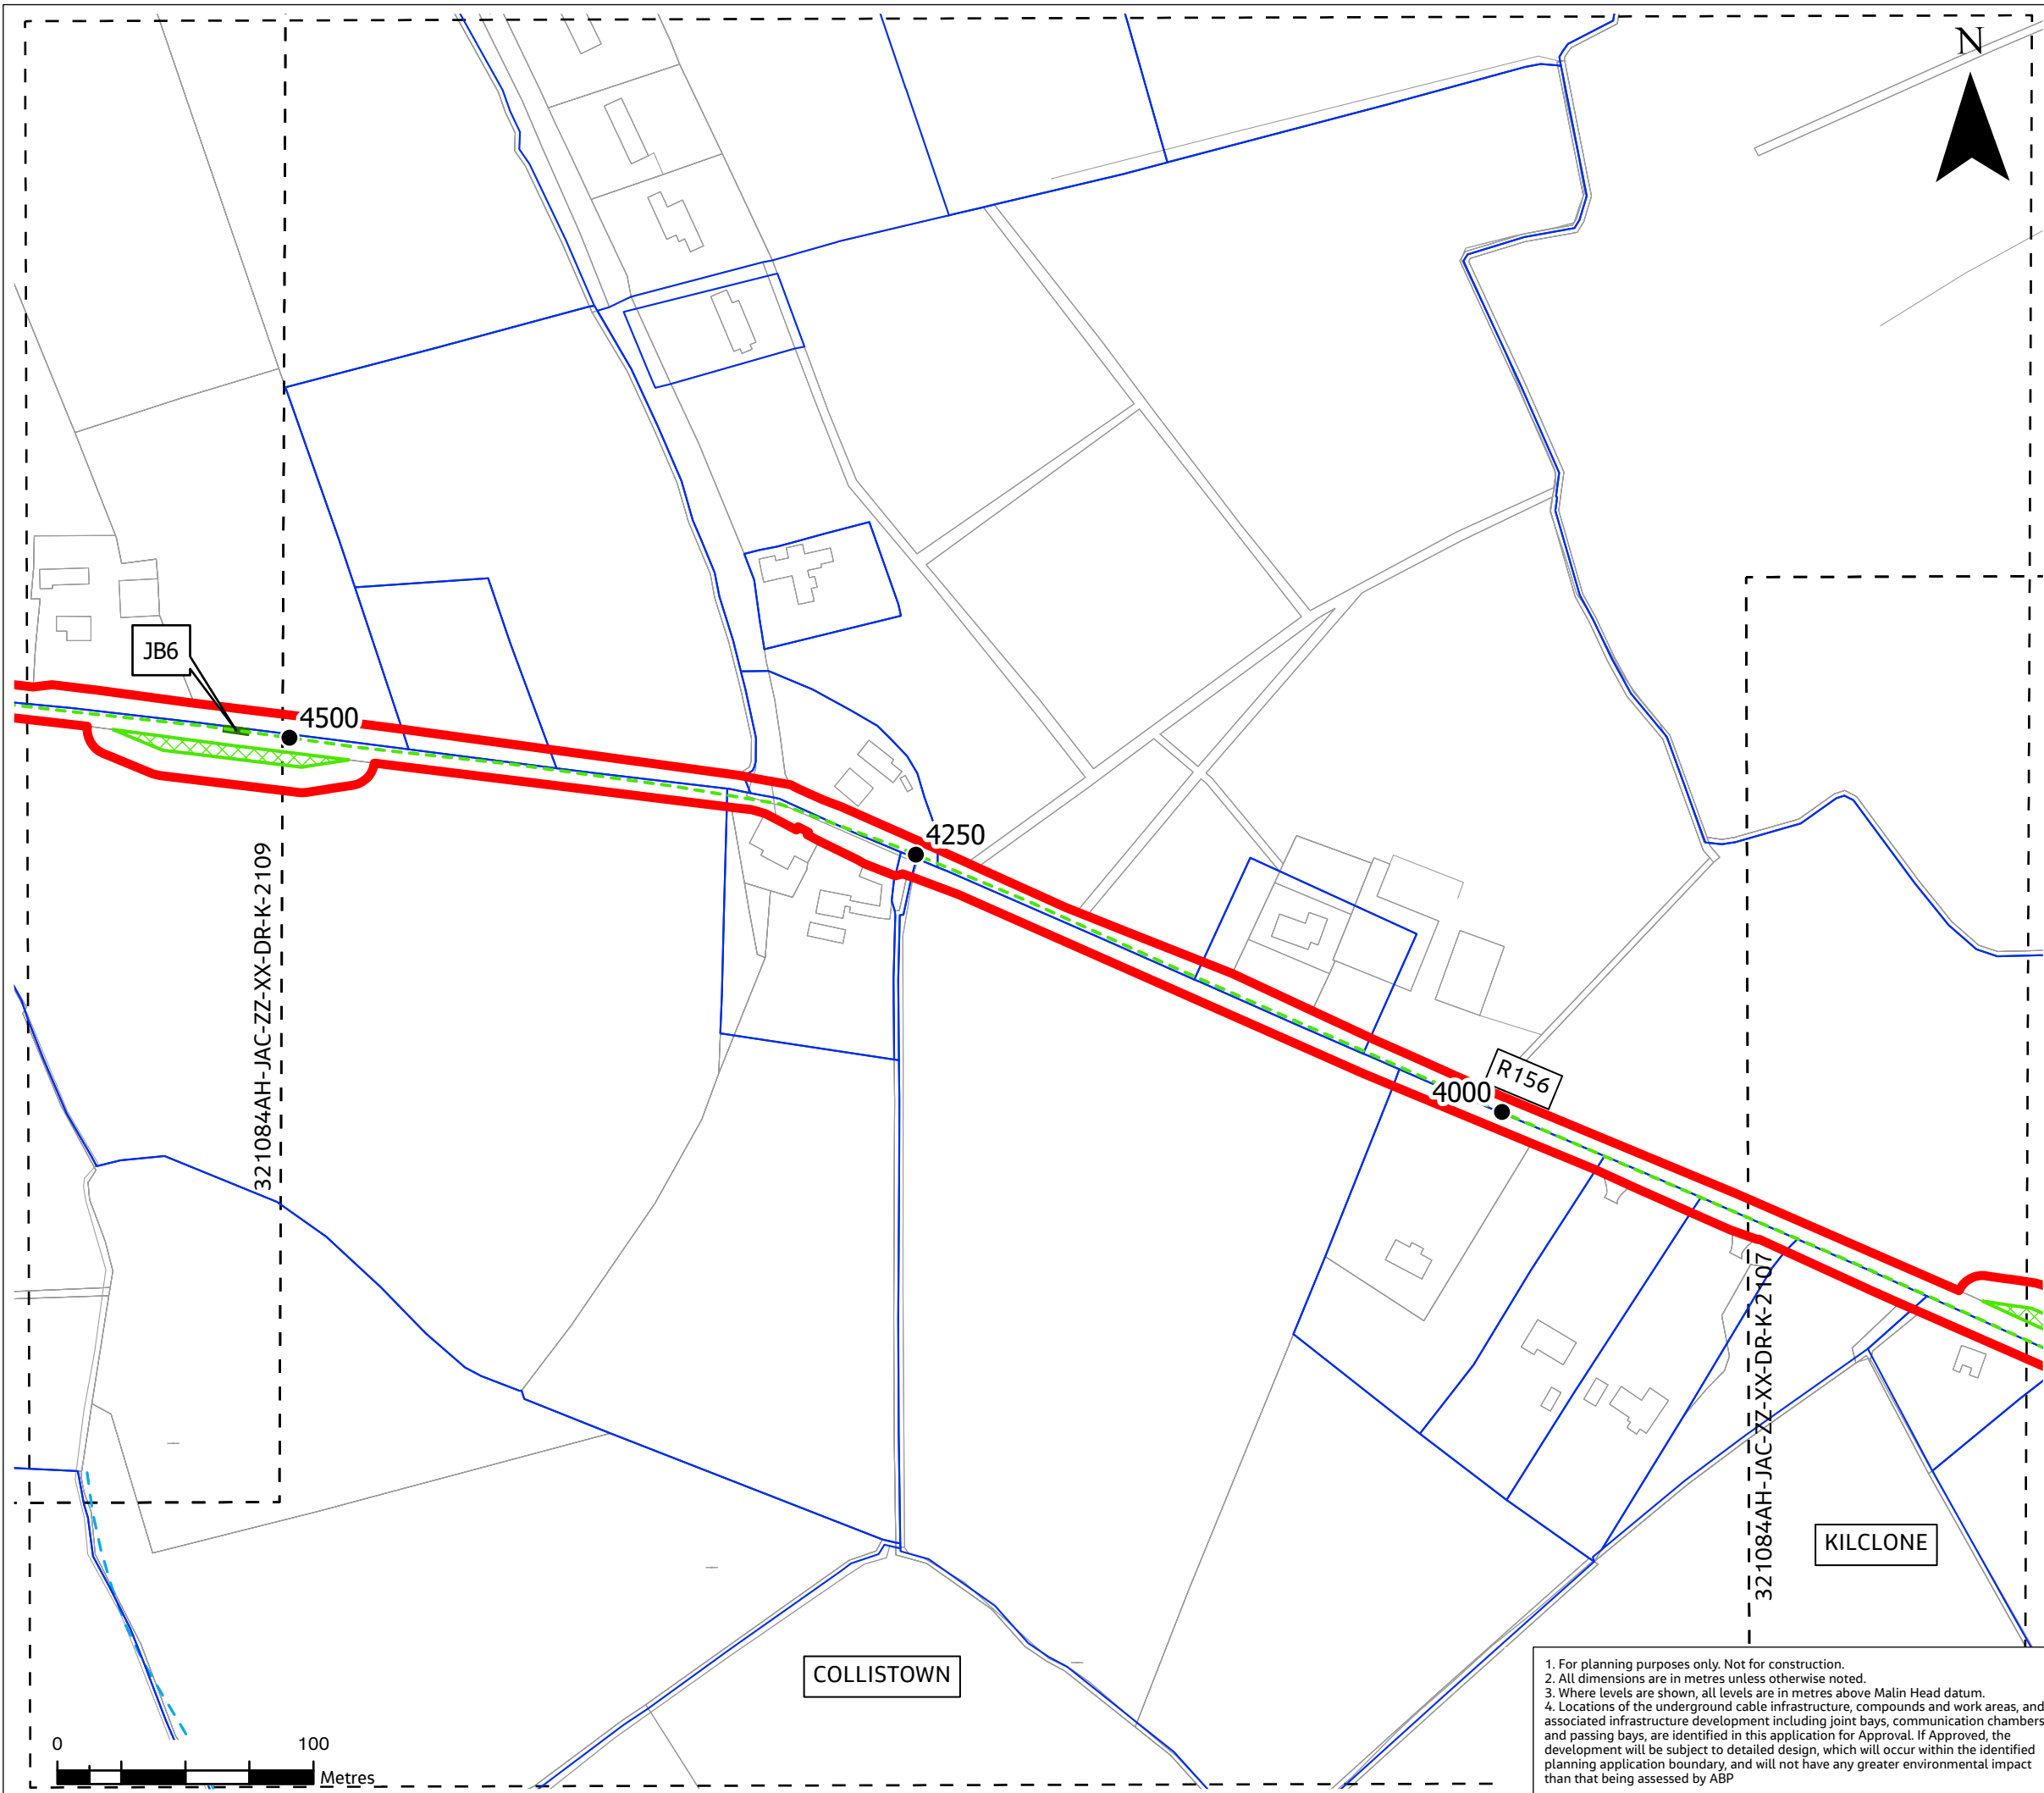 N
JB6
4500
4250
321084AH-JAC-ZZ-XX-DR-K-2109
R156
4000
321084AH-JAC-ZZ-XX-DR-K-2107
KILCLONE
COLLISTOWN
1. For planning purposes only. Not for construction.
2. All dimensions are in metres unless otherwise noted.
3. Where levels are shown, all levels are in metres above Malin Head datum.
4. Locations of the underground cable infrastructure, compounds and work areas, and
associated infrastructure development including joint bays, communication chambers
and passing bays, are identified in this application for Approval. If Approved, the
development will be subject to detailed design, which will occur within the identified
planning application boundary, and will not have any greater environmental impact
than that being assessed by ABP
0 100
Metres